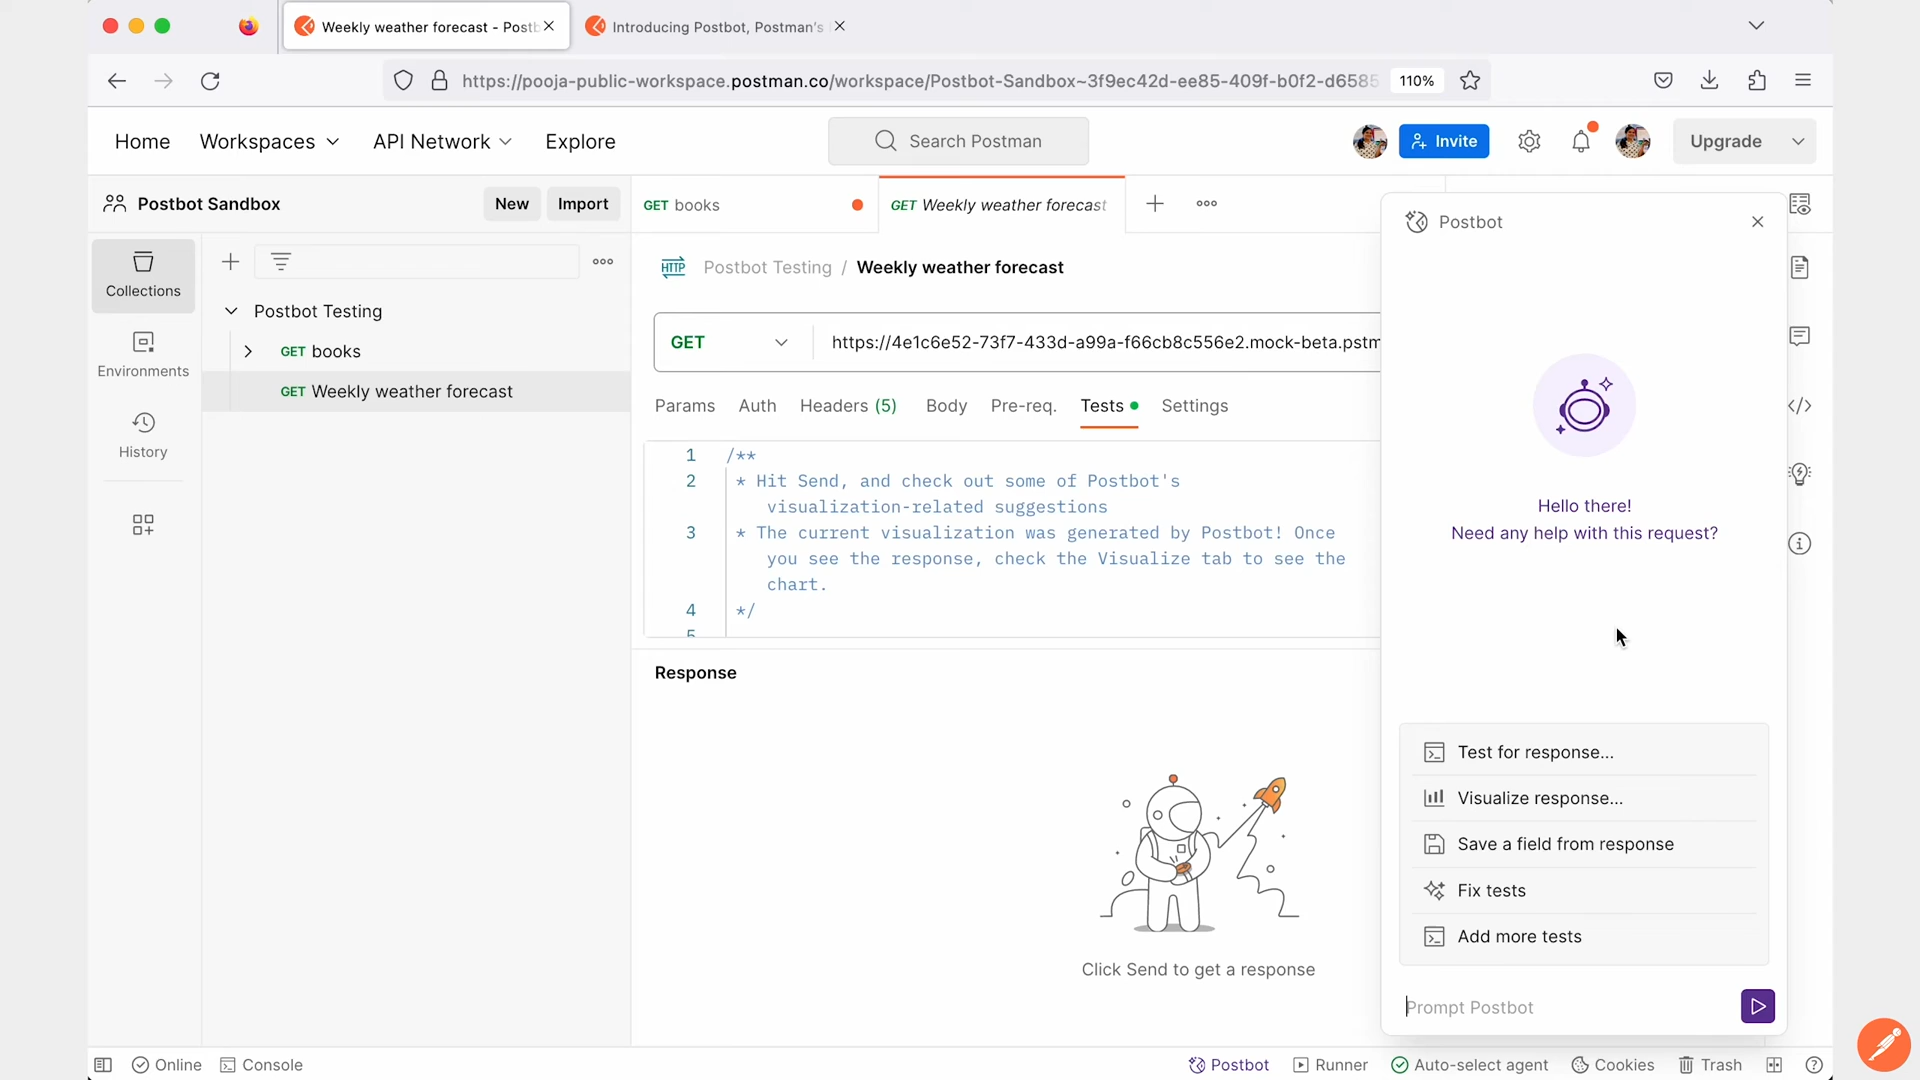 Weekly weather forecast - Postb
Introducing Postbot, Postman's
https://pooja-public-workspace.postman.co/workspace/Postbot-Sandbox~3f9ec42d-ee85-409f-b0f2-d6585
110%
Home
Workspaces
API Network
Explore
Search Postman
Invite
Upgrade
Postbot Sandbox
New
Import
GET books
GET Weekly weather forecast
Postbot
Collections
Environments
History
Postbot Testing
GET books
GET Weekly weather forecast
HTTP
Postbot Testing / Weekly weather forecast
GET
https://4e1c6e52-73f7-433d-a99a-f66cb8c556e2.mock-beta.pstm
Params
Auth
Headers (5)
Body
Pre-req.
Tests
Settings
1 /**
2 * Hit Send, and check out some of Postbot's
visualization-related suggestions
3 * The current visualization was generated by Postbot! Once
you see the response, check the Visualize tab to see the
chart.
4 */
5
Response
Click Send to get a response
Hello there!
Need any help with this request?
Test for response...
Visualize response...
Save a field from response
Fix tests
Add more tests
Prompt Postbot
Online
Console
Postbot
Runner
Auto-select agent
Cookies
Trash